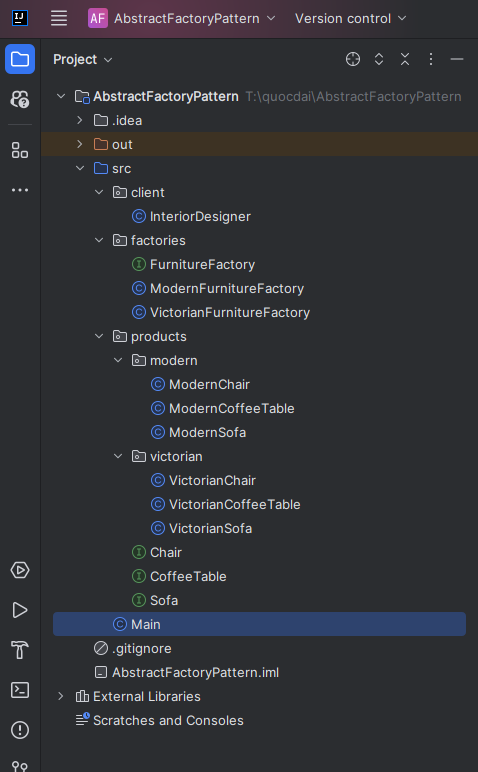 IJ
AF AbstractFactoryPattern Version control
Project
AbstractFactoryPattern T:\quocdai\AbstractFactoryPattern
.idea
out
src
client
C InteriorDesigner
factories
I FurnitureFactory
C ModernFurnitureFactory
C VictorianFurnitureFactory
products
modern
C ModernChair
C ModernCoffeeTable
C ModernSofa
victorian
C VictorianChair
C VictorianCoffeeTable
C VictorianSofa
I Chair
I CoffeeTable
I Sofa
C Main
.gitignore
AbstractFactoryPattern.iml
External Libraries
Scratches and Consoles